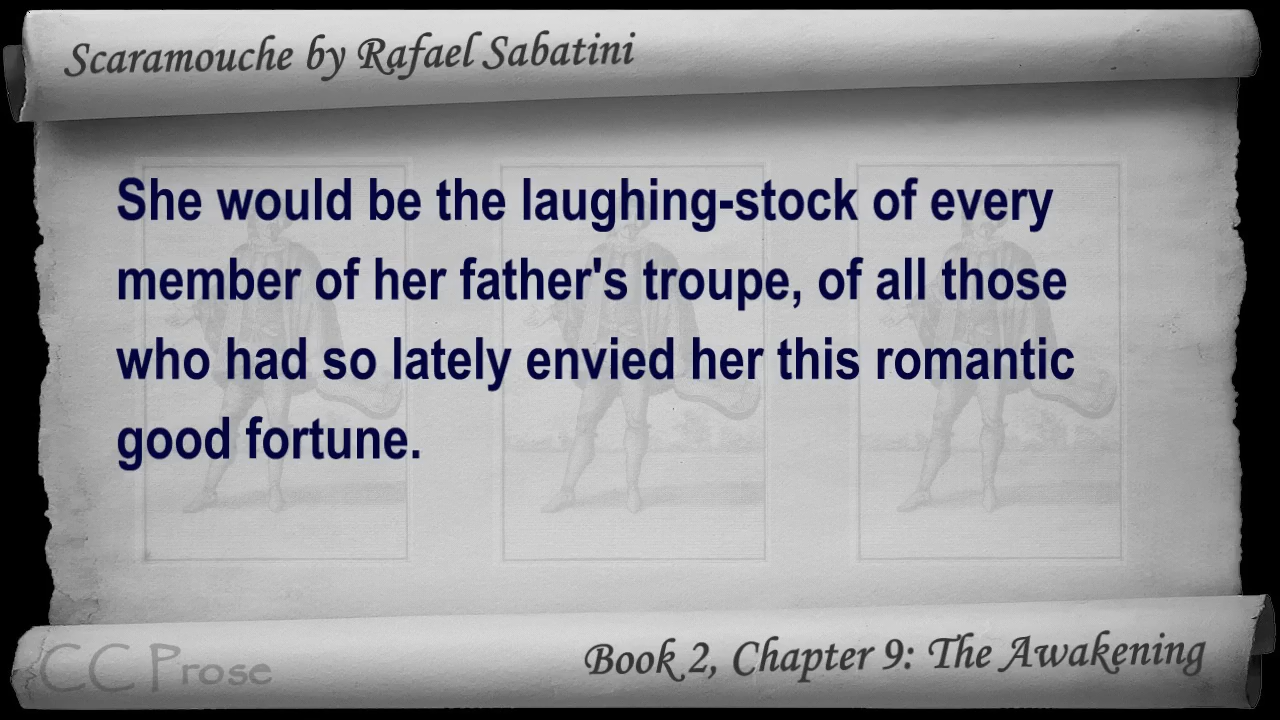 Scaramouche by Rafael Sabatini
She would be the laughing-stock of every
member of her father's troupe, of all those
who had so lately envied her this romantic
good fortune.
CC Prose
Book 2, Chapter 9: The Awakening